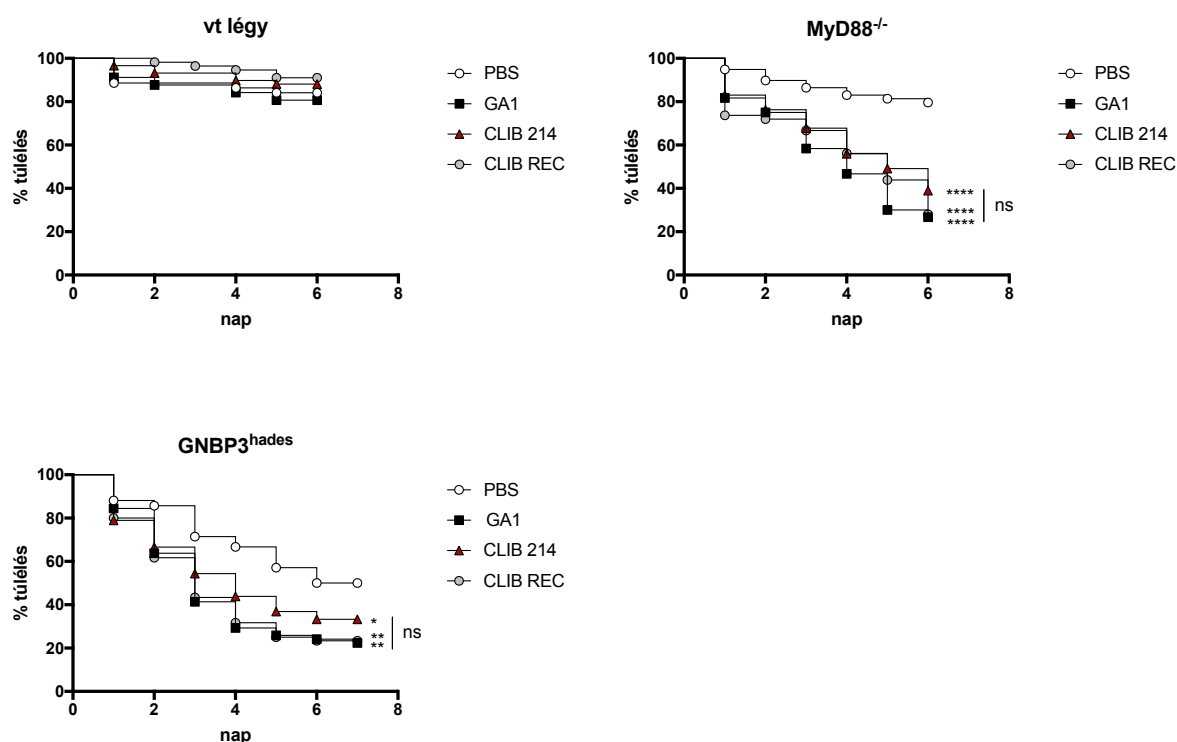 vt légy
100
80
60
40
20
0
% túlélés
0 2 4 6 8
nap
PBS
GA1
CLIB 214
CLIB REC
MyD88-/-
100
80
60
40
20
0
% túlélés
0 2 4 6 8
nap
PBS
GA1
CLIB 214
CLIB REC
****
****
****
ns
GNBP3hades
100
80
60
40
20
0
% túlélés
0 2 4 6 8
nap
PBS
GA1
CLIB 214
CLIB REC
*
**
**
ns